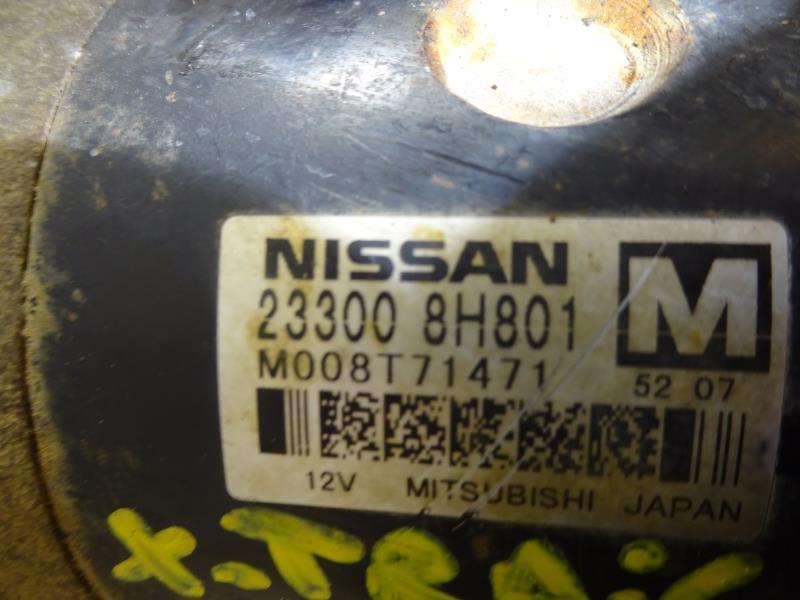 NISSAN M
23300 8H801
M008T71471 52 07
12V MITSUBISHI JAPAN